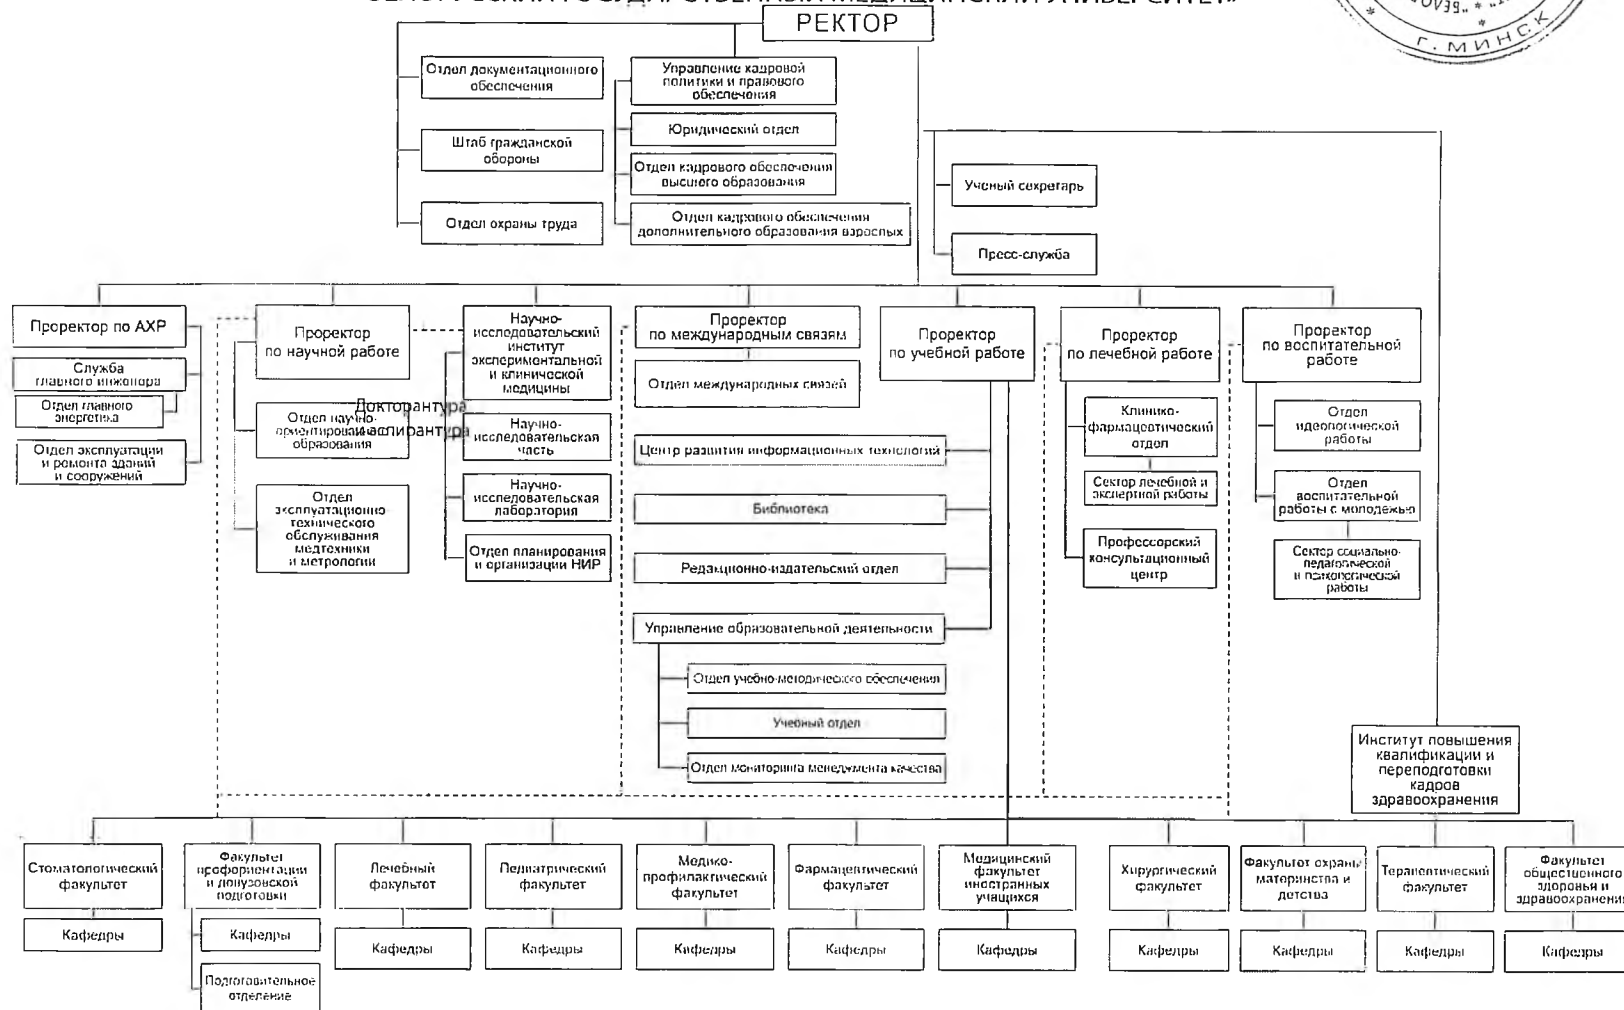 РЕКТОР
г. МИНСК
Отдел документационного
обеспечения
Управление кадровой
политики и правового
обеспечения
Юридический отдел
Штаб гражданской
обороны
Отдел кадрового обеспечения
высшего образования
Отдел охраны труда
Отдел кадрового обеспечения
дополнительного образования взрослых
Ученый секретарь
Пресс-служба
Проректор по АХР
Служба
главного инженера
Отдел главного
энергетика
Отдел эксплуатации
и ремонта зданий
и сооружений
Проректор
по научной работе
Докторантура
и аспирантура
Отдел научно-
образования
Отдел
эксплуатационно
технического
обслуживания
медтехники
и метрологии
Научно-
исследовательский
институт
экспериментальной
и клинической
медицины
Научно-
исследовательская
часть
Научно-
исследовательская
лаборатория
Отдел планирования
и организации НИР
Проректор
по международным связям
Отдел международных связей
Центр развития информационных технологий
Библиотека
Редакционно-издательский отдел
Управление образовательной деятельности
Отдел учебно-методического обеспечения
Учебный отдел
Отдел мониторинга менеджмента качества
Проректор
по учебной работе
Проректор
по лечебной работе
Клинико-
фармацевтический
отдел
Сектор лечебной и
экспертной работы
Профессорский
консультационный
центр
Проректор
по воспитательной
работе
Отдел
идеологической
работы
Отдел
воспитательной
работы с молодежью
Сектор социально-
педагогической
и психологической
работы
Институт повышения
квалификации и
переподготовки
кадров
здравоохранения
Стоматологический
факультет
Кафедры
Факультет
профориентации
и довузовской
подготовки
Кафедры
Подготовительное
отделение
Лечебный
факультет
Кафедры
Педиатрический
факультет
Кафедры
Медико-
профилактический
факультет
Кафедры
Фармацевтический
факультет
Кафедры
Медицинский
факультет
иностранных
учащихся
Кафедры
Хирургический
факультет
Кафедры
Факультет охраны
материнства и
детства
Кафедры
Терапевтический
факультет
Кафедры
Факультет
общественного
здоровья и
здравоохранения
Кафедры